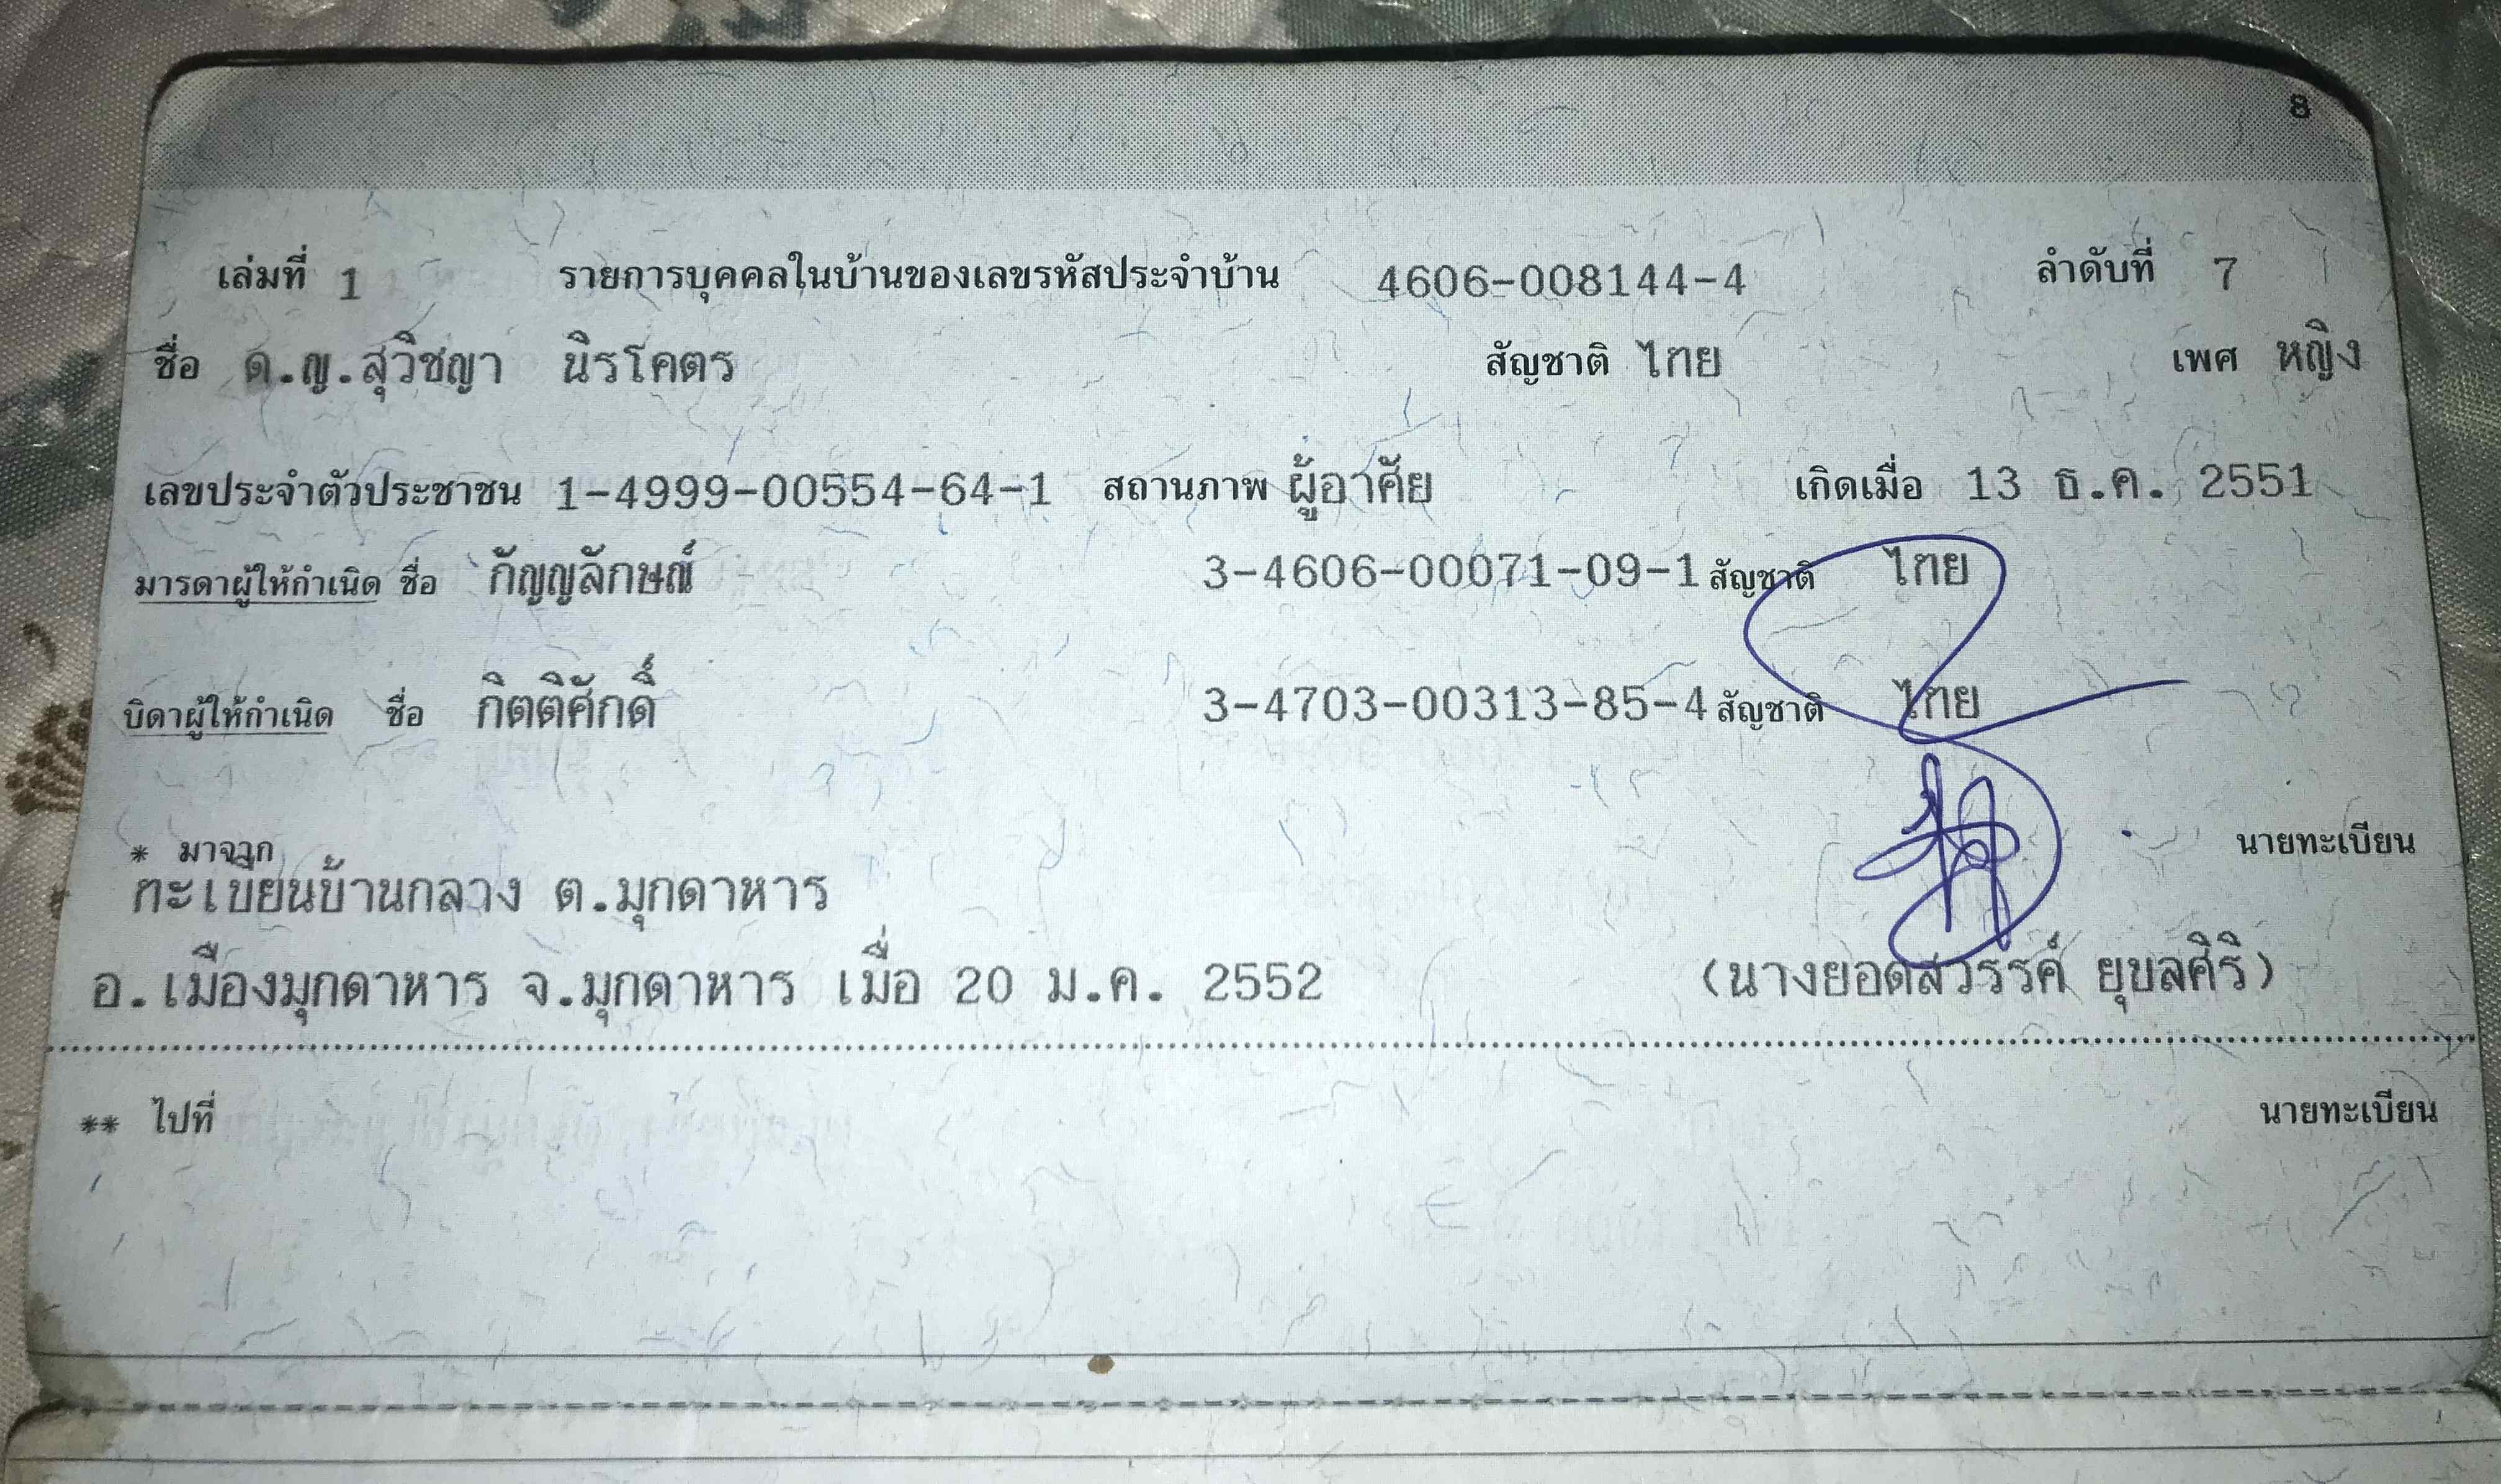 8
เล่มที่ 1 รายการบุคคลในบ้านของเลขรหัสประจำบ้าน 4606-008144-4 ลำดับที่ 7
ชื่อ ด.ญ.สุวิชญา นิรโคตร สัญชาติ ไทย เพศ หญิง
เลขประจำตัวประชาชน 1-4999-00554-64-1 สถานภาพ ผู้อาศัย เกิดเมื่อ 13 ธ.ค. 2551
มารดาผู้ให้กำเนิด ชื่อ กัญญลักษณ์ 3-4606-00071-09-1 สัญชาติ ไทย
บิดาผู้ให้กำเนิด ชื่อ กิตติศักดิ์ 3-4703-00313-85-4 สัญชาติ ไทย
* มาจาก นายทะเบียน
ทะเบียนบ้านกลาง ต.มุกดาหาร
อ.เมืองมุกดาหาร จ.มุกดาหาร เมื่อ 20 ม.ค. 2552 (นางยอดสวรรค์ ยุบลศิริ)
** ไปที่ นายทะเบียน